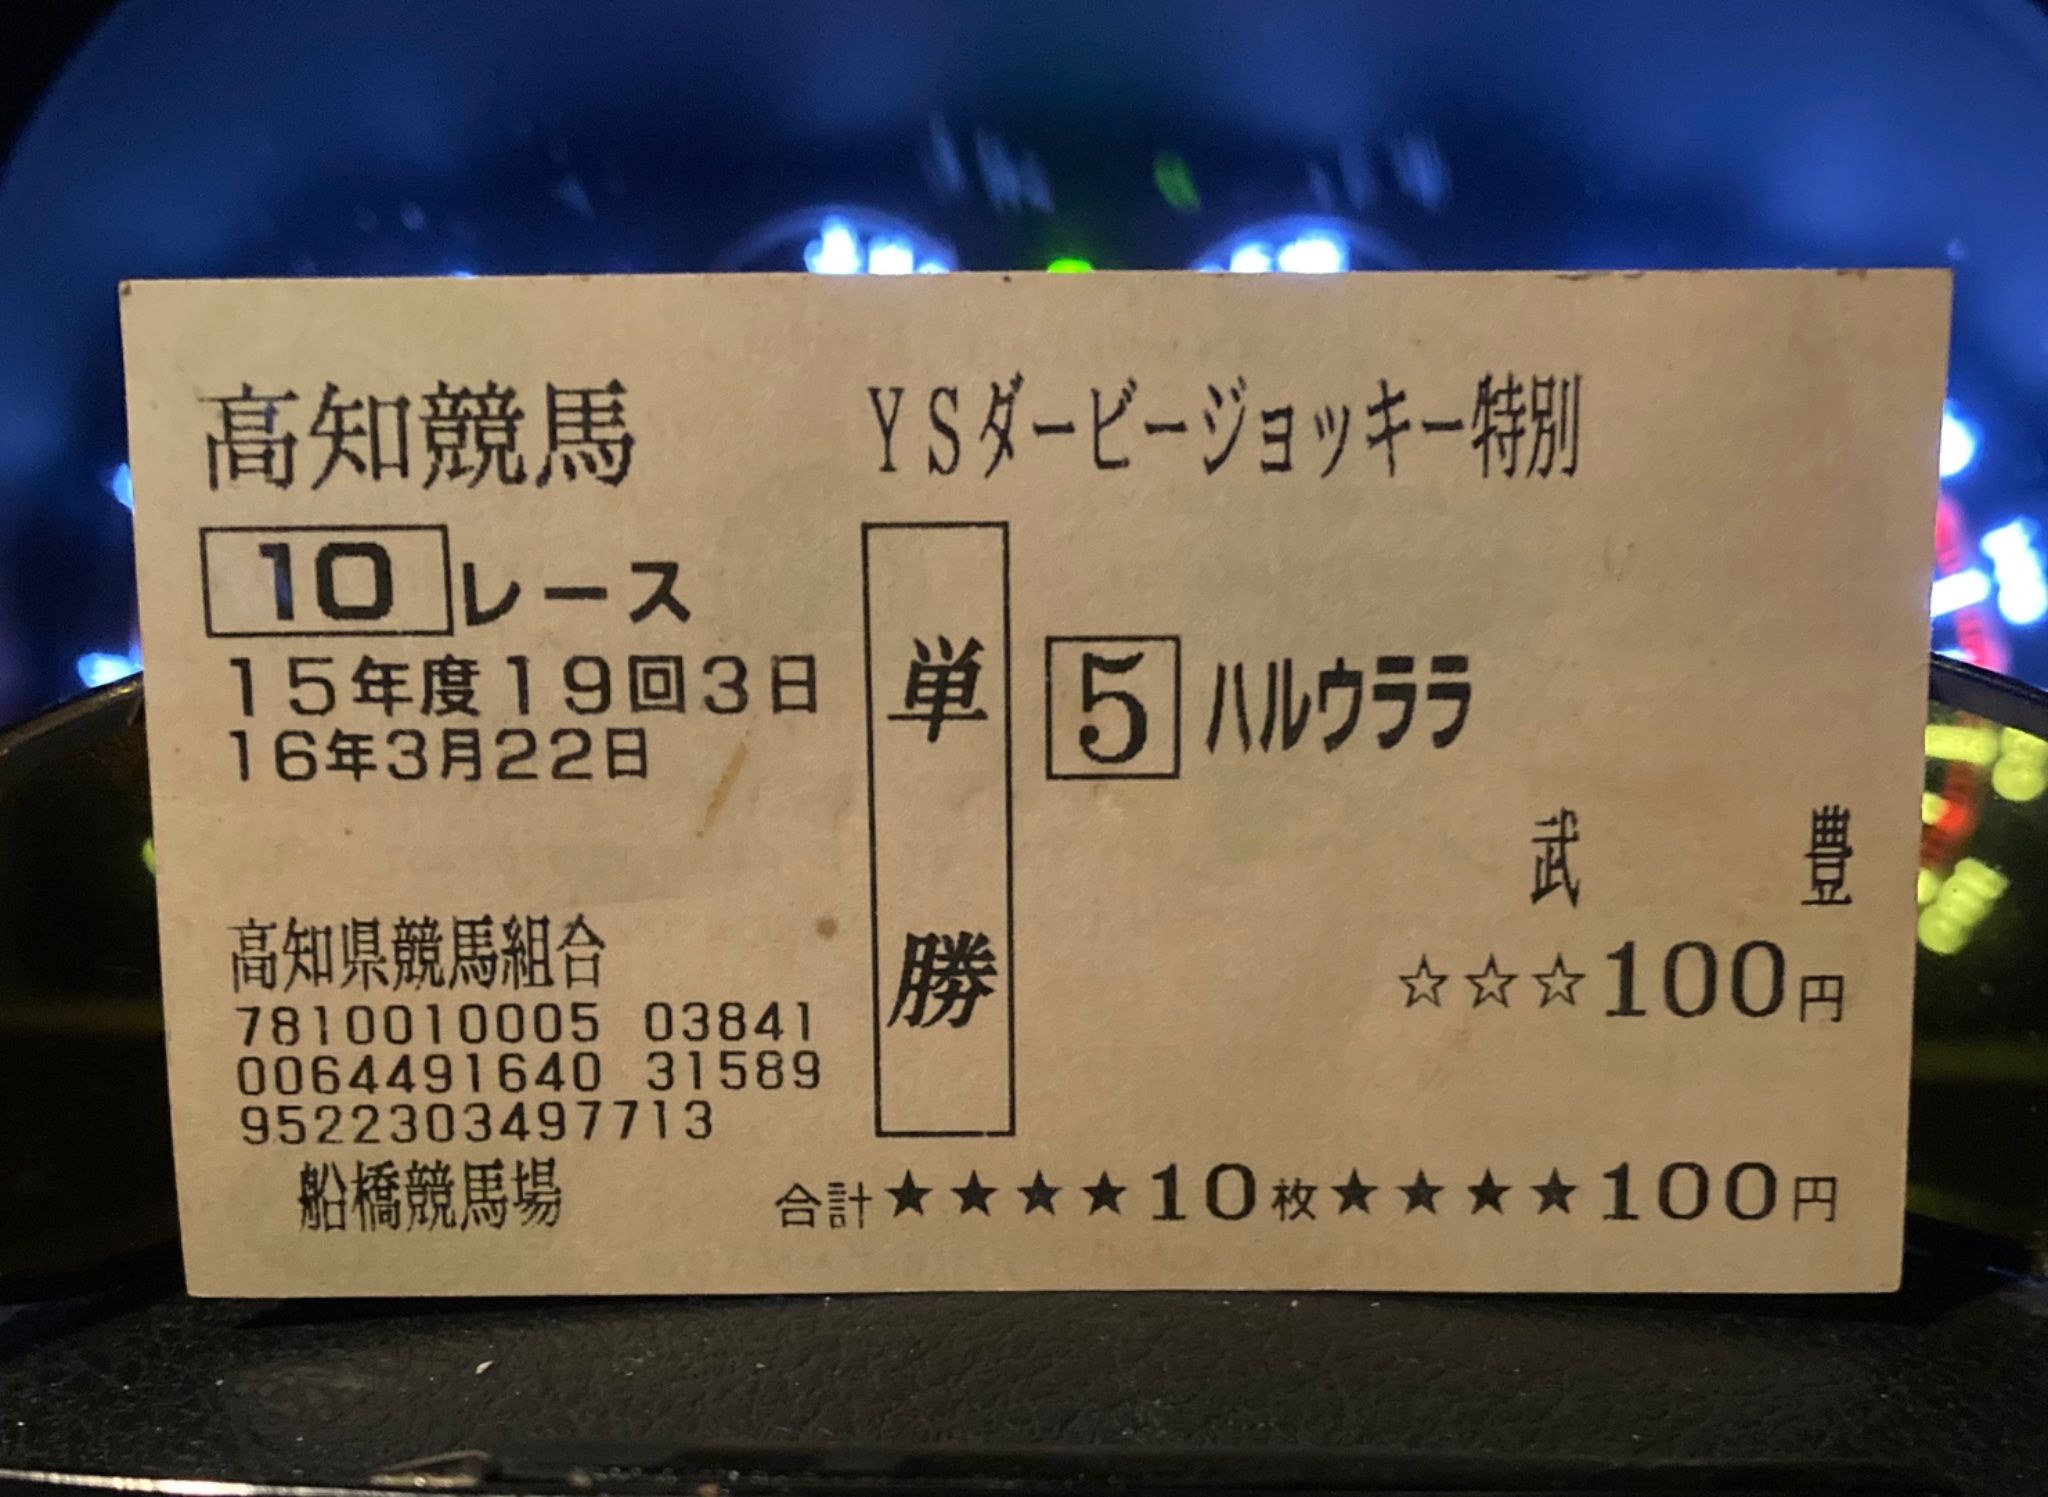 高知競馬 YSダービージョッキー特別
10レース
15年度19回3日
16年3月22日
単勝
5 ハルウララ
武 豊
☆☆☆100円
高知県競馬組合
7810010005 03841
0064491640 31589
9522303497713
船橋競馬場
合計★★★★10枚★★★★100円